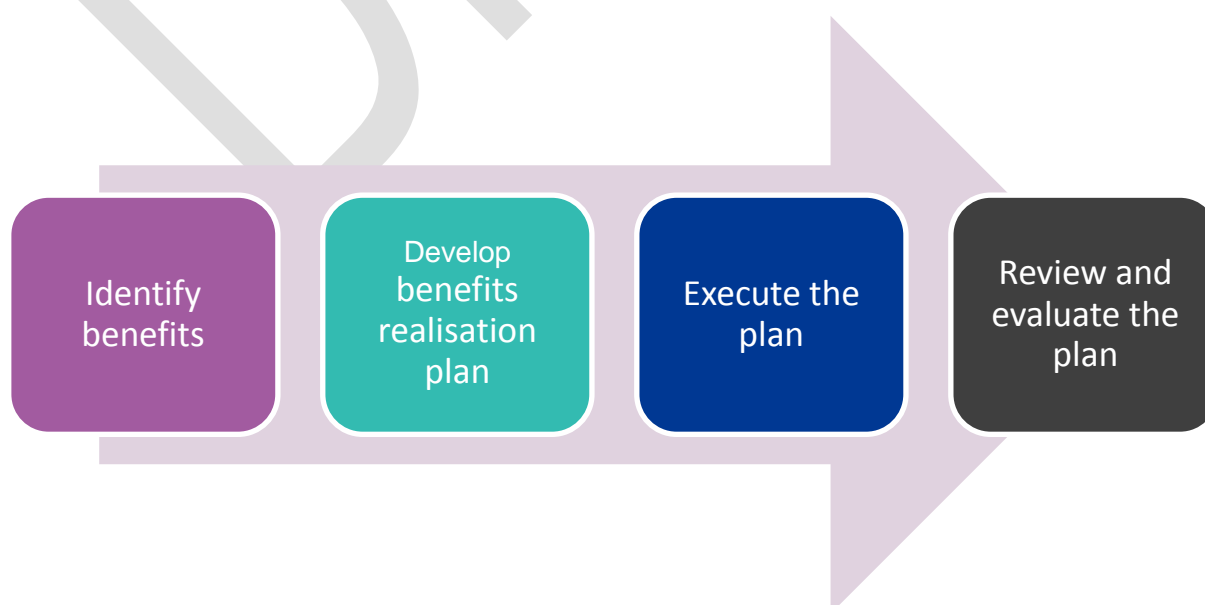 Identify
benefits
Develop
benefits
realisation
plan
Execute the
plan
Review and
evaluate the
plan